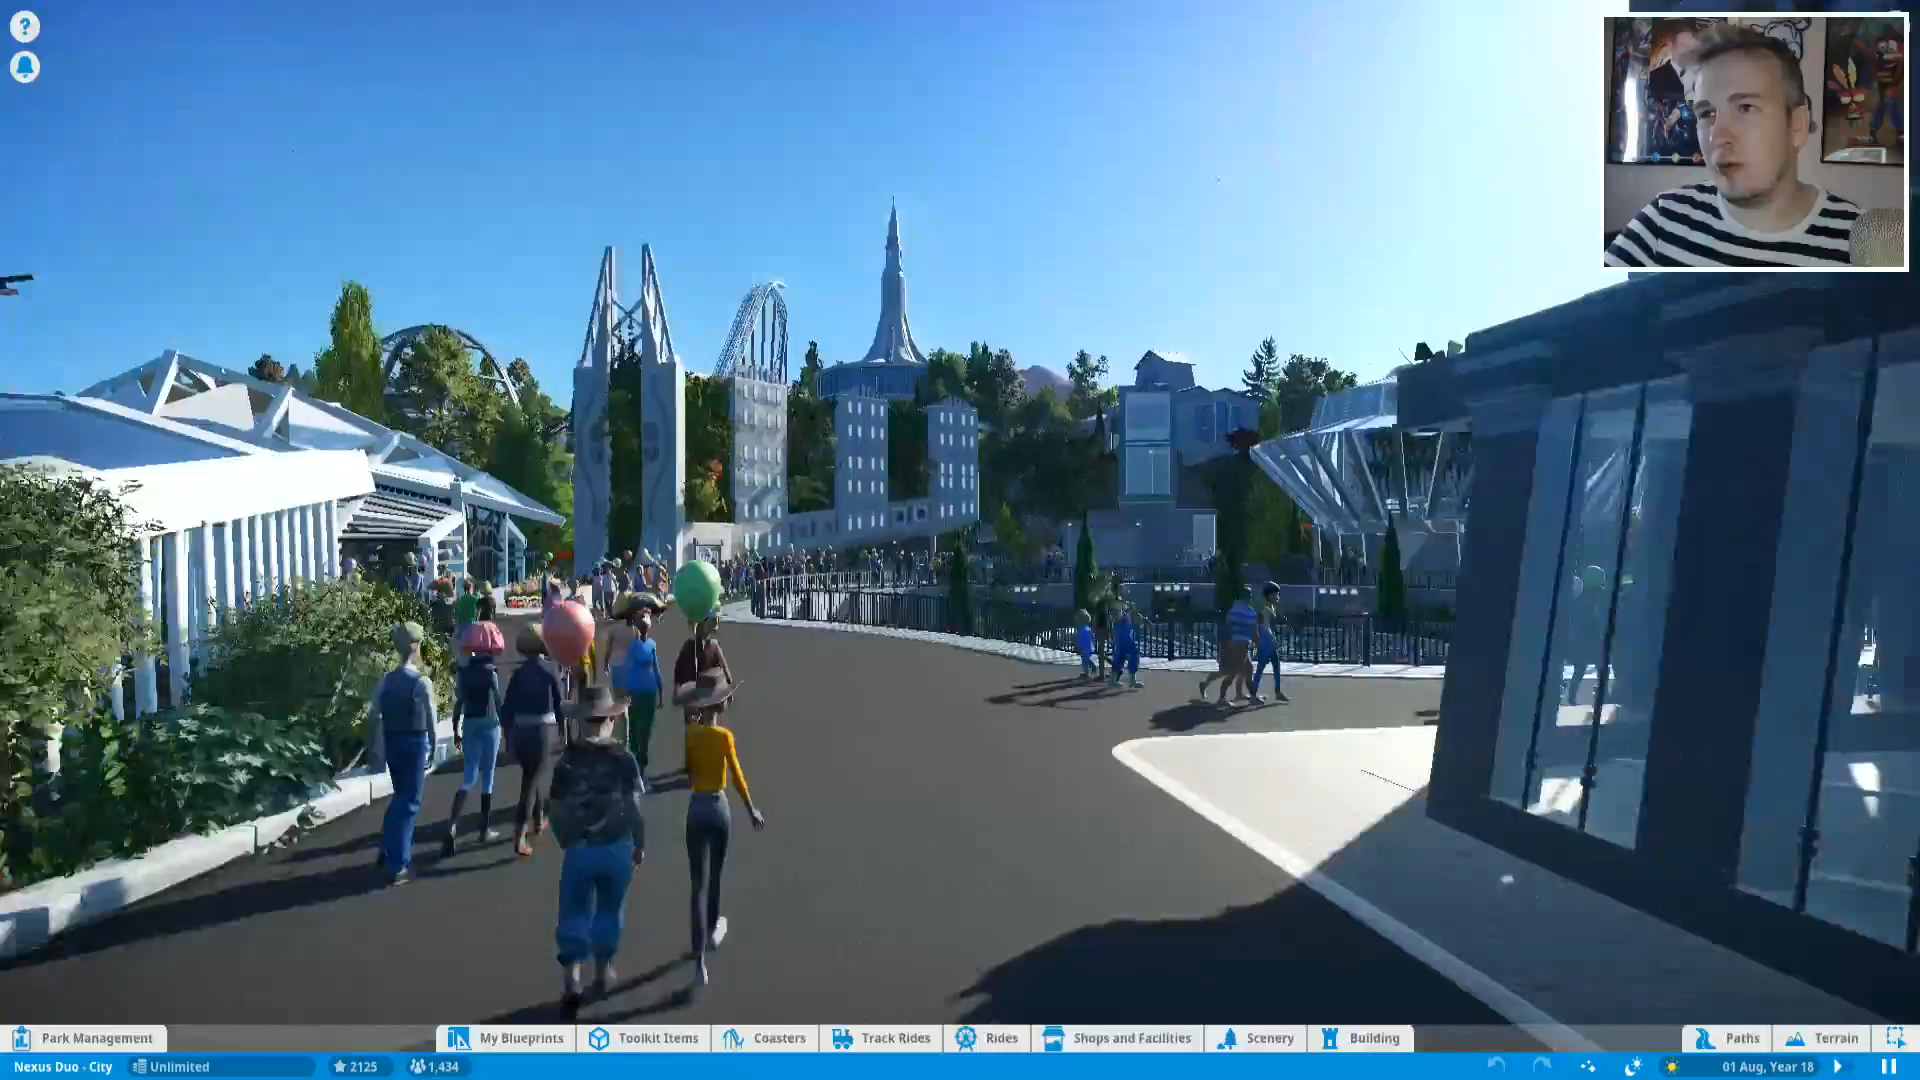 ?
Park Management
My Blueprints
Toolkit Items
Coasters
Track Rides
Rides
Shops and Facilities
Scenery
Building
Paths
Terrain
Nexus Duo - City
Unlimited
2125
1,434
01 Aug, Year 18